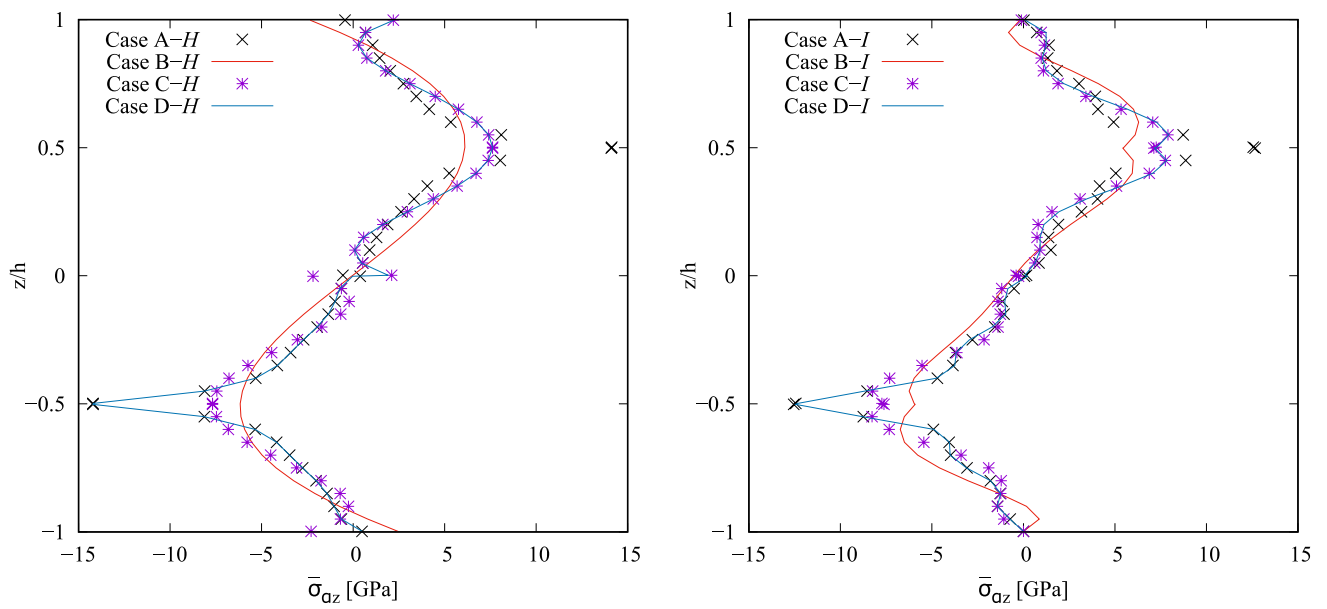 1
0.5
0
−0.5
−1
z/h
Case A−H
Case B−H
Case C−H
Case D−H
−15 −10 −5 0 5 10 15
σ̅qz [GPa]
1
0.5
0
−0.5
−1
z/h
Case A−I
Case B−I
Case C−I
Case D−I
−15 −10 −5 0 5 10 15
σ̅qz [GPa]